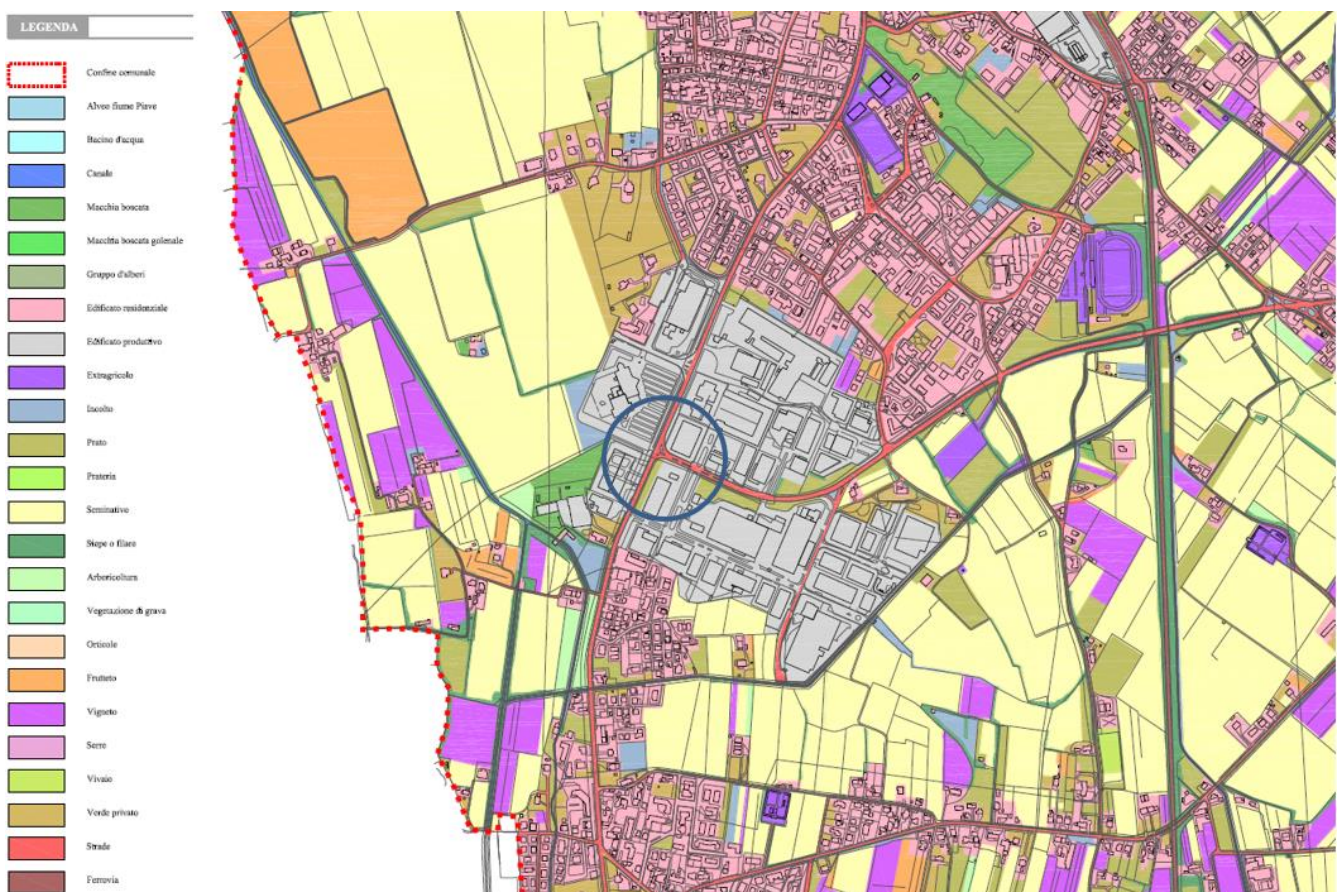 LEGENDA
Confine comunale
Alveo fiume Piave
Bacino d'acqua
Canale
Macchia boscata
Macchia boscata golenale
Gruppo d'alberi
Edificato residenziale
Edificato produttivo
Extragricolo
Incolto
Prato
Prateria
Seminativo
Siepe o filare
Arboricoltura
Vegetazione di grava
Orticole
Frutteto
Vigneto
Serre
Vivaio
Verde privato
Strade
Ferrovia